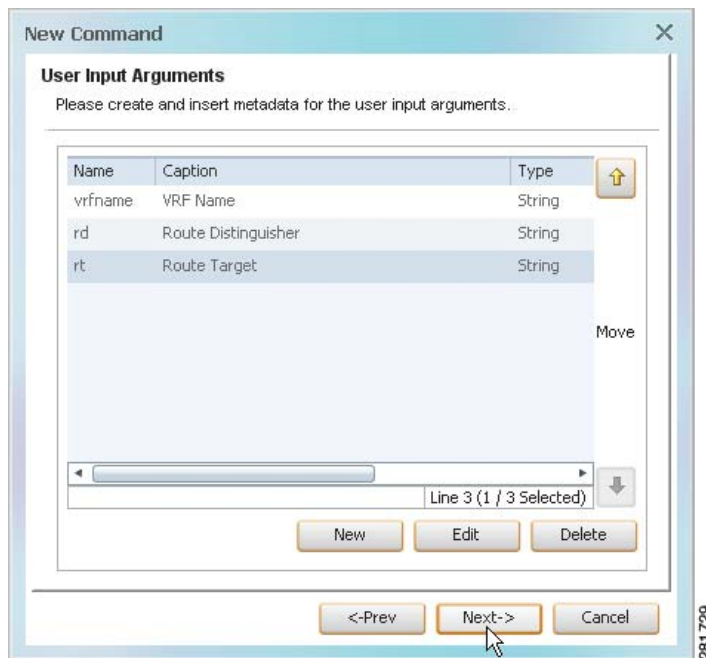 New Command
User Input Arguments
Please create and insert metadata for the user input arguments.
Name Caption Type
vrfname VRF Name String
rd Route Distinguisher String
rt Route Target String
Move
Line 3 (1 / 3 Selected)
New Edit Delete
<-Prev Next-> Cancel
281729